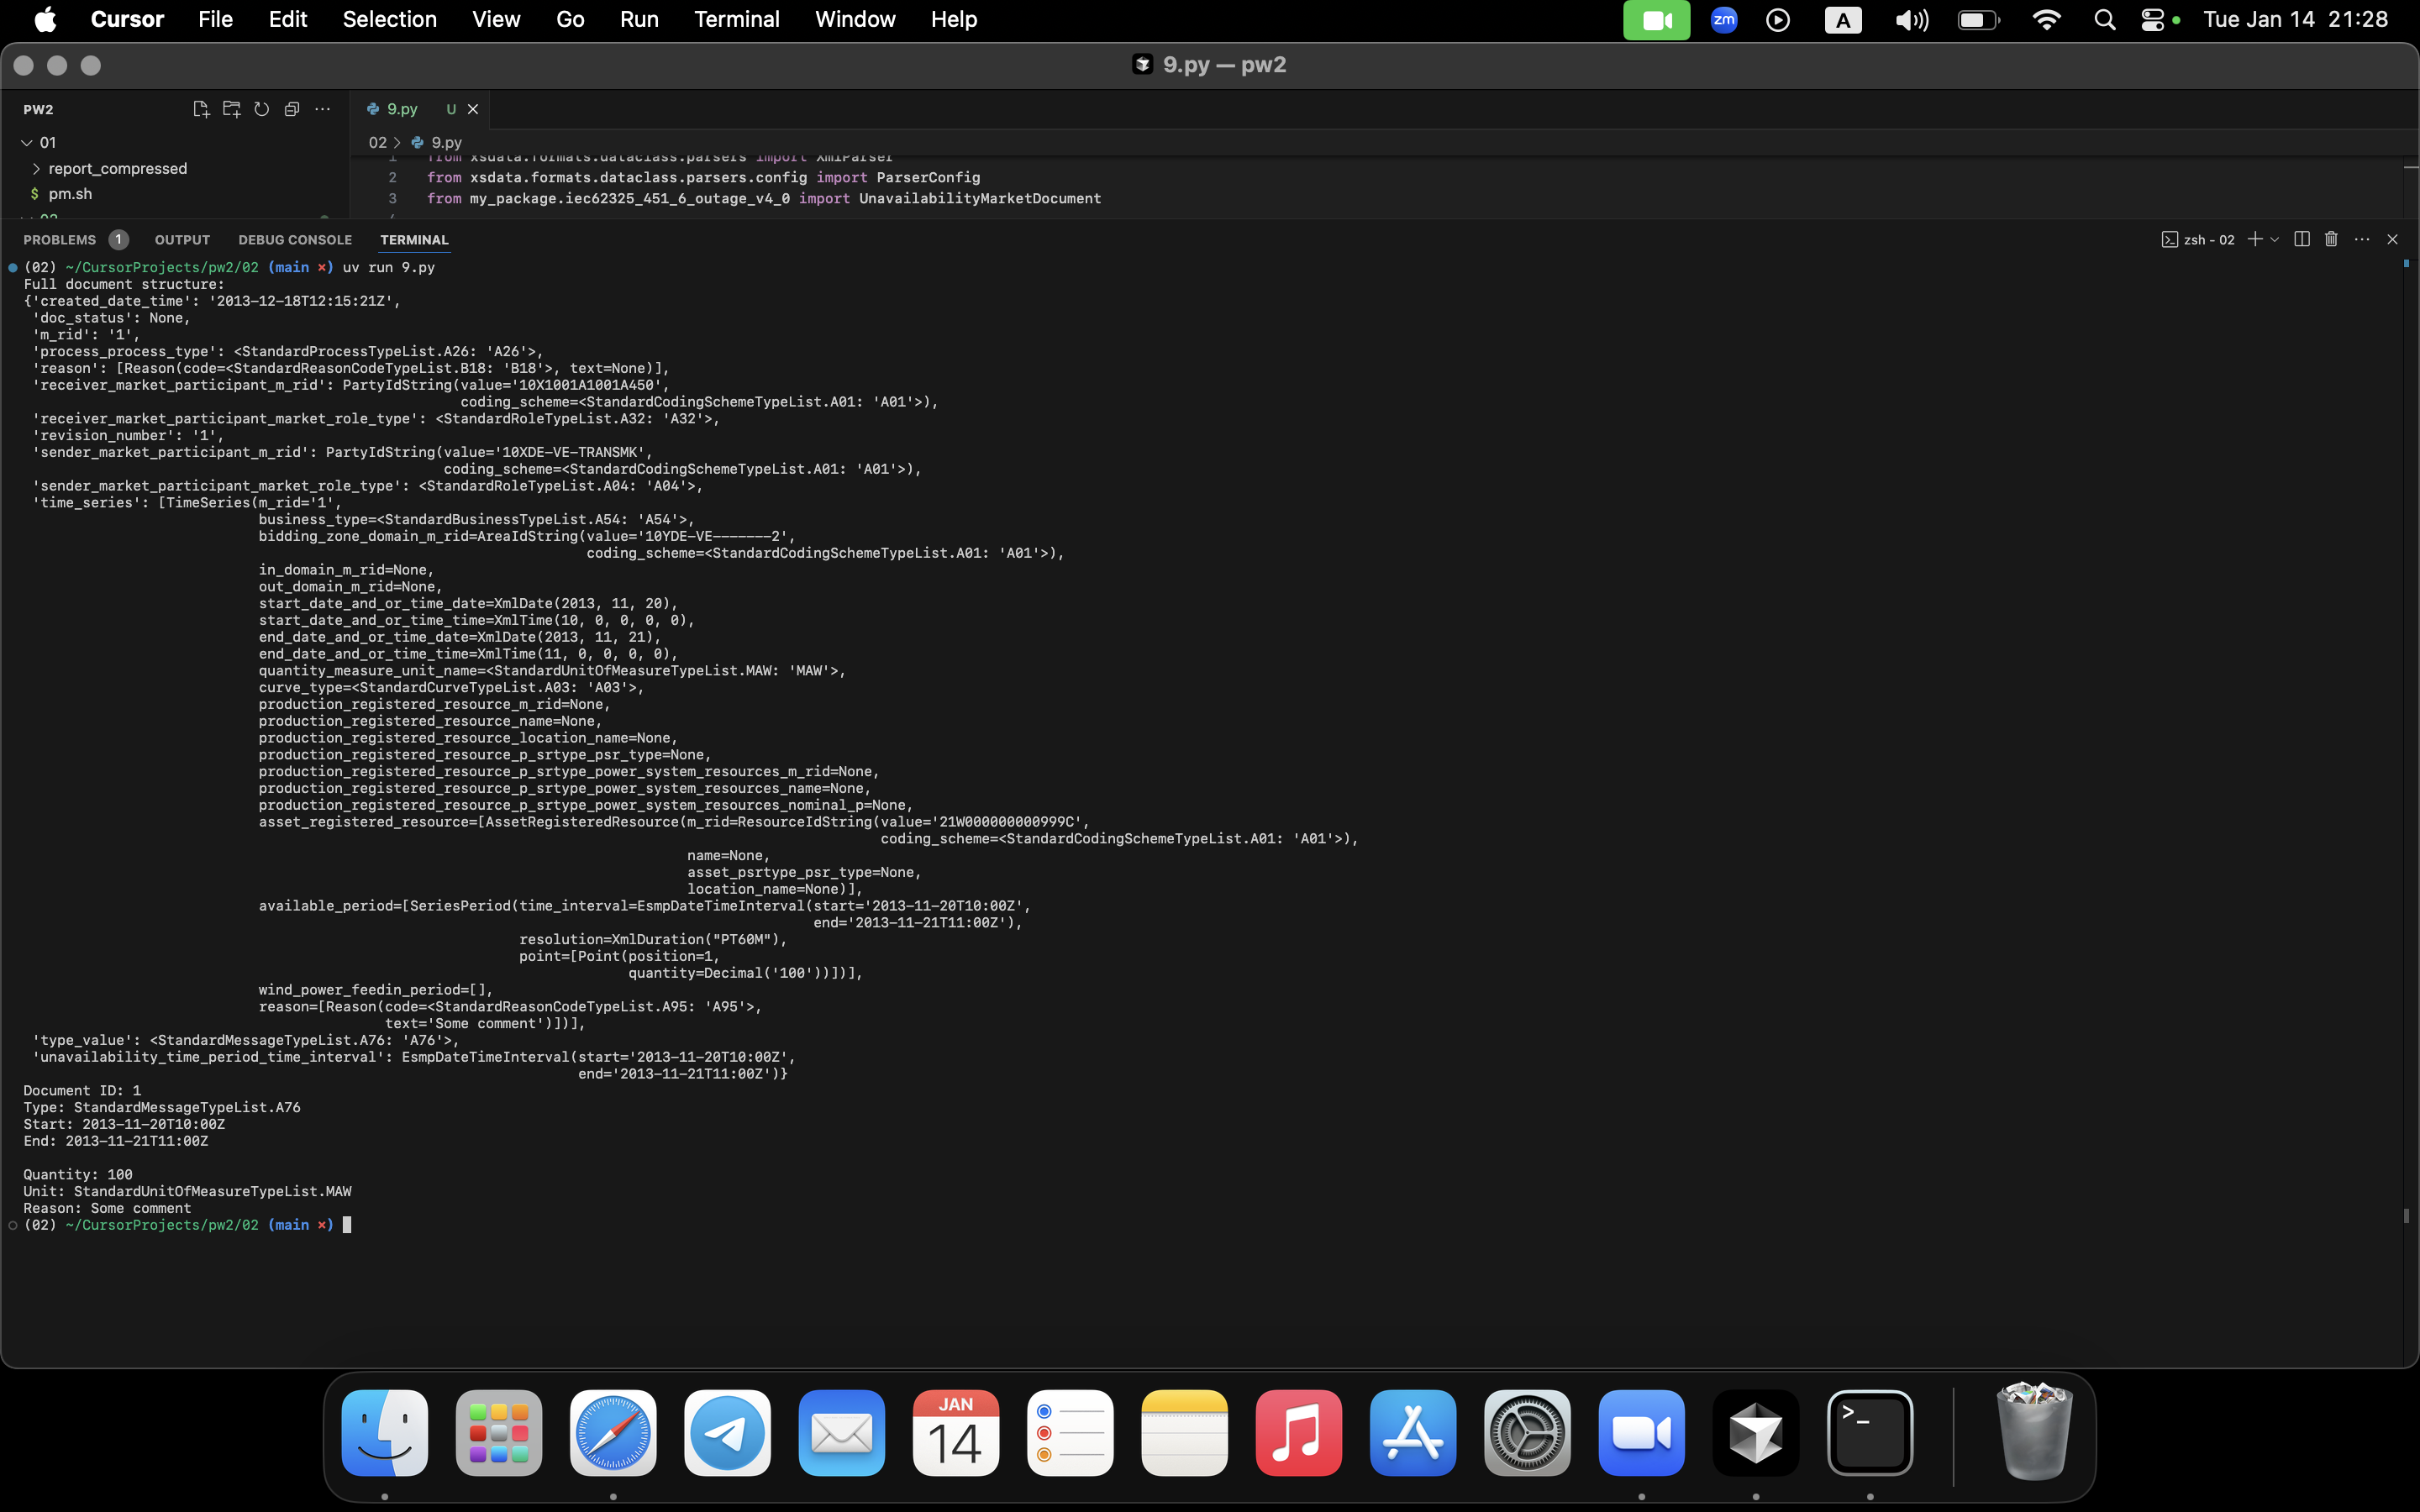 Cursor File Edit Selection View Go Run Terminal Window Help zm A Tue Jan 14 21:28
9.py — pw2
PW2
9.py U
01
02 > 9.py
report_compressed
$ pm.sh
1 from xsdata.formats.dataclass.parsers import XmlParser
2 from xsdata.formats.dataclass.parsers.config import ParserConfig
3 from my_package.iec62325_451_6_outage_v4_0 import UnavailabilityMarketDocument
PROBLEMS 1 OUTPUT DEBUG CONSOLE TERMINAL zsh - 02
(02) ~/CursorProjects/pw2/02 (main ×) uv run 9.py
Full document structure:
{'created_date_time': '2013-12-18T12:15:21Z',
'doc_status': None,
'm_rid': '1',
'process_process_type': <StandardProcessTypeList.A26: 'A26'>,
'reason': [Reason(code=<StandardReasonCodeTypeList.B18: 'B18'>, text=None)],
'receiver_market_participant_m_rid': PartyIdString(value='10X1001A1001A450',
coding_scheme=<StandardCodingSchemeTypeList.A01: 'A01'>),
'receiver_market_participant_market_role_type': <StandardRoleTypeList.A32: 'A32'>,
'revision_number': '1',
'sender_market_participant_m_rid': PartyIdString(value='10XDE-VE-TRANSMK',
coding_scheme=<StandardCodingSchemeTypeList.A01: 'A01'>),
'sender_market_participant_market_role_type': <StandardRoleTypeList.A04: 'A04'>,
'time_series': [TimeSeries(m_rid='1',
business_type=<StandardBusinessTypeList.A54: 'A54'>,
bidding_zone_domain_m_rid=AreaIdString(value='10YDE-VE-------2',
coding_scheme=<StandardCodingSchemeTypeList.A01: 'A01'>),
in_domain_m_rid=None,
out_domain_m_rid=None,
start_date_and_or_time_date=XmlDate(2013, 11, 20),
start_date_and_or_time_time=XmlTime(10, 0, 0, 0, 0),
end_date_and_or_time_date=XmlDate(2013, 11, 21),
end_date_and_or_time_time=XmlTime(11, 0, 0, 0, 0),
quantity_measure_unit_name=<StandardUnitOfMeasureTypeList.MAW: 'MAW'>,
curve_type=<StandardCurveTypeList.A03: 'A03'>,
production_registered_resource_m_rid=None,
production_registered_resource_name=None,
production_registered_resource_location_name=None,
production_registered_resource_p_srtype_psr_type=None,
production_registered_resource_p_srtype_power_system_resources_m_rid=None,
production_registered_resource_p_srtype_power_system_resources_name=None,
production_registered_resource_p_srtype_power_system_resources_nominal_p=None,
asset_registered_resource=[AssetRegisteredResource(m_rid=ResourceIdString(value='21W000000000999C',
coding_scheme=<StandardCodingSchemeTypeList.A01: 'A01'>),
name=None,
asset_psrtype_psr_type=None,
location_name=None)],
available_period=[SeriesPeriod(time_interval=EsmpDateTimeInterval(start='2013-11-20T10:00Z',
end='2013-11-21T11:00Z'),
resolution=XmlDuration("PT60M"),
point=[Point(position=1,
quantity=Decimal('100'))])],
wind_power_feedin_period=[],
reason=[Reason(code=<StandardReasonCodeTypeList.A95: 'A95'>,
text='Some comment')])],
'type_value': <StandardMessageTypeList.A76: 'A76'>,
'unavailability_time_period_time_interval': EsmpDateTimeInterval(start='2013-11-20T10:00Z',
end='2013-11-21T11:00Z')}
Document ID: 1
Type: StandardMessageTypeList.A76
Start: 2013-11-20T10:00Z
End: 2013-11-21T11:00Z
Quantity: 100
Unit: StandardUnitOfMeasureTypeList.MAW
Reason: Some comment
(02) ~/CursorProjects/pw2/02 (main ×)
JAN
14
>_